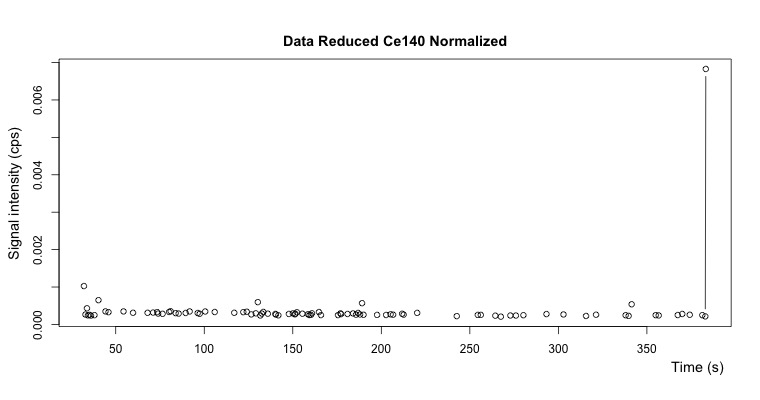 Data Reduced Ce140 Normalized
Signal intensity (cps)
0.006
0.004
0.002
0.000
50 100 150 200 250 300 350
Time (s)